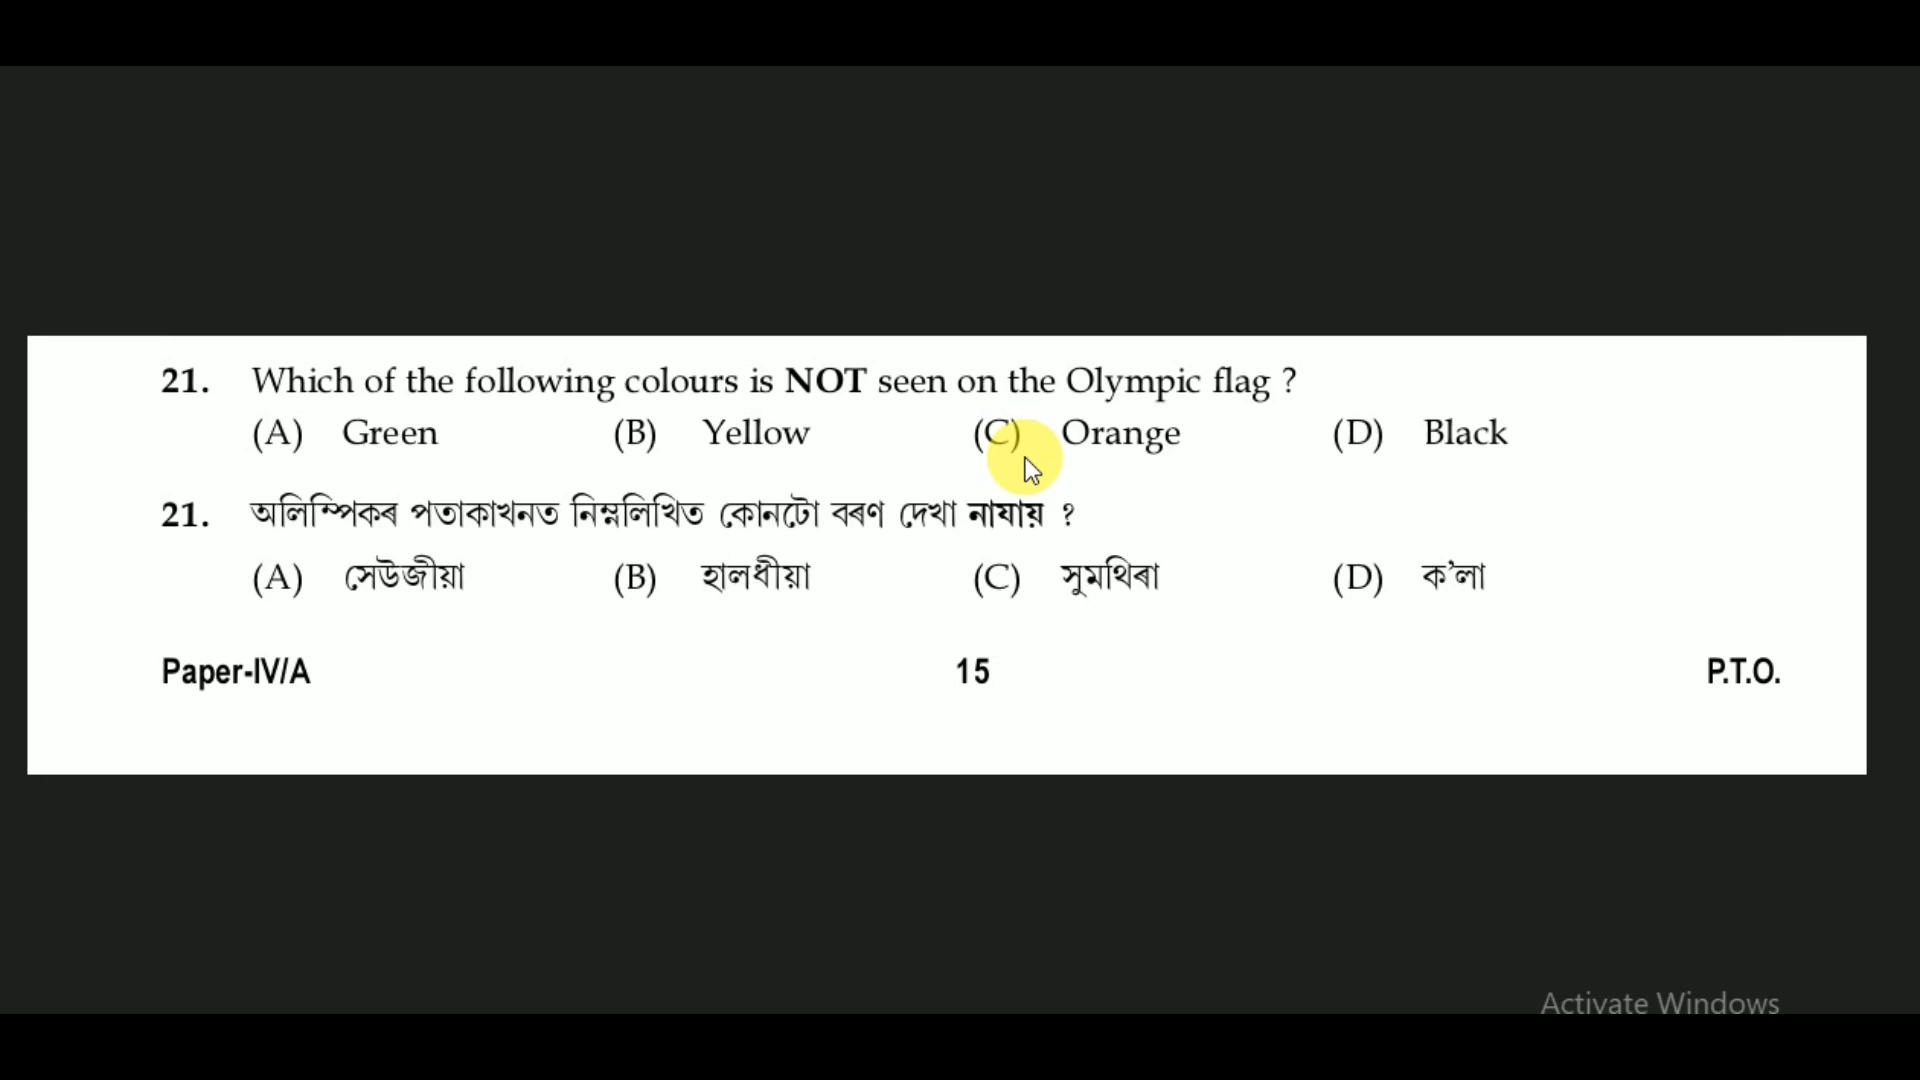 21. Which of the following colours is NOT seen on the Olympic flag ?
(A) Green (B) Yellow (C) Orange (D) Black
21. অলিম্পিকৰ পতাকাখনত নিম্নলিখিত কোনটো বৰণ দেখা নাযায় ?
(A) সেউজীয়া (B) হালধীয়া (C) সুমথিৰা (D) ক’লা
Paper-IV/A 15 P.T.O.
Activate Windows